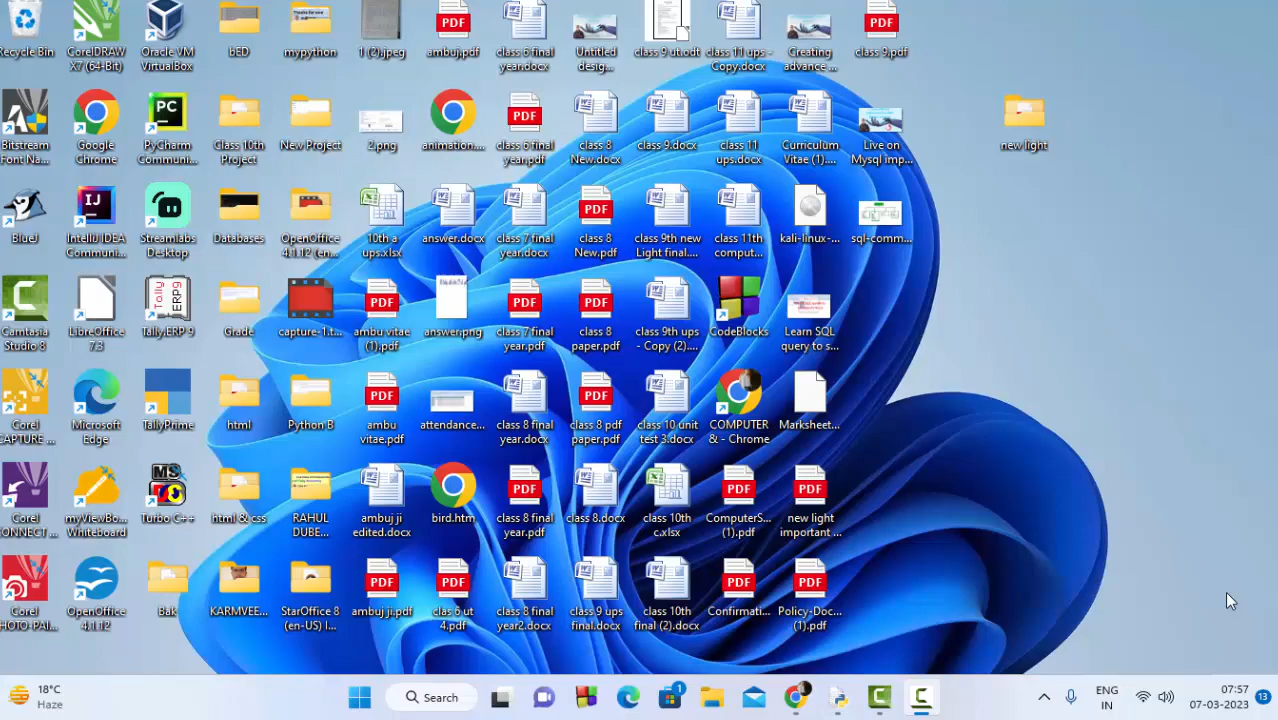 Recycle Bin
CorelDRAW
X7 (64-Bit)
Oracle VM
VirtualBox
bED
mypython
1 (2).jpeg
ambuj.pdf
class 6 final
year.docx
Untitled
desig...
class 9 ut.odt
class 11 ups -
Copy.docx
Creating
advance ...
class 9.pdf
Bitstream
Font Na...
Google
Chrome
PyCharm
Communi...
Class 10th
Project
New Project
2.png
animation....
class 6 final
year.pdf
class 8
New.docx
class 9.docx
class 11
ups.docx
Curriculum
Vitae (1)....
Live on
Mysql imp...
new light
BlueJ
IntelliJ IDEA
Communi...
Streamlabs
Desktop
Databases
OpenOffice
4.1.12 (en...
10th a
ups.xlsx
answer.docx
class 7 final
year.docx
class 8
New.pdf
class 9th new
Light final....
class 11th
comput...
kali-linux-...
sql-comm...
Camtasia
Studio 8
LibreOffice
7.3
Tally.ERP 9
Grade
capture-1.t...
ambu vitae
(1).pdf
answer.png
class 7 final
year.pdf
class 8
paper.pdf
class 9th ups
- Copy (2)....
CodeBlocks
Learn SQL
query to s...
Corel
CAPTURE ...
Microsoft
Edge
TallyPrime
html
Python B
ambu
vitae.pdf
attendance...
class 8 final
year.docx
class 8 pdf
paper.pdf
class 10 unit
test 3.docx
COMPUTER
& - Chrome
Marksheet...
Corel
CONNECT ...
myViewBo...
Whiteboard
Turbo C++
html & css
RAHUL
DUBE...
ambuj ji
edited.docx
bird.htm
class 8 final
year.pdf
class 8.docx
class 10th
c.xlsx
ComputerS...
(1).pdf
new light
important ...
Corel
PHOTO-PAI...
OpenOffice
4.1.12
Bak
KARMVEE...
StarOffice 8
(en-US) I...
ambuj ji.pdf
clas 6 ut
4.pdf
class 8 final
year2.docx
class 9 ups
final.docx
class 10th
final (2).docx
Confirmati...
Policy-Doc...
(1).pdf
18°C
Haze
Search
1
ENG
IN
07:57
07-03-2023
13